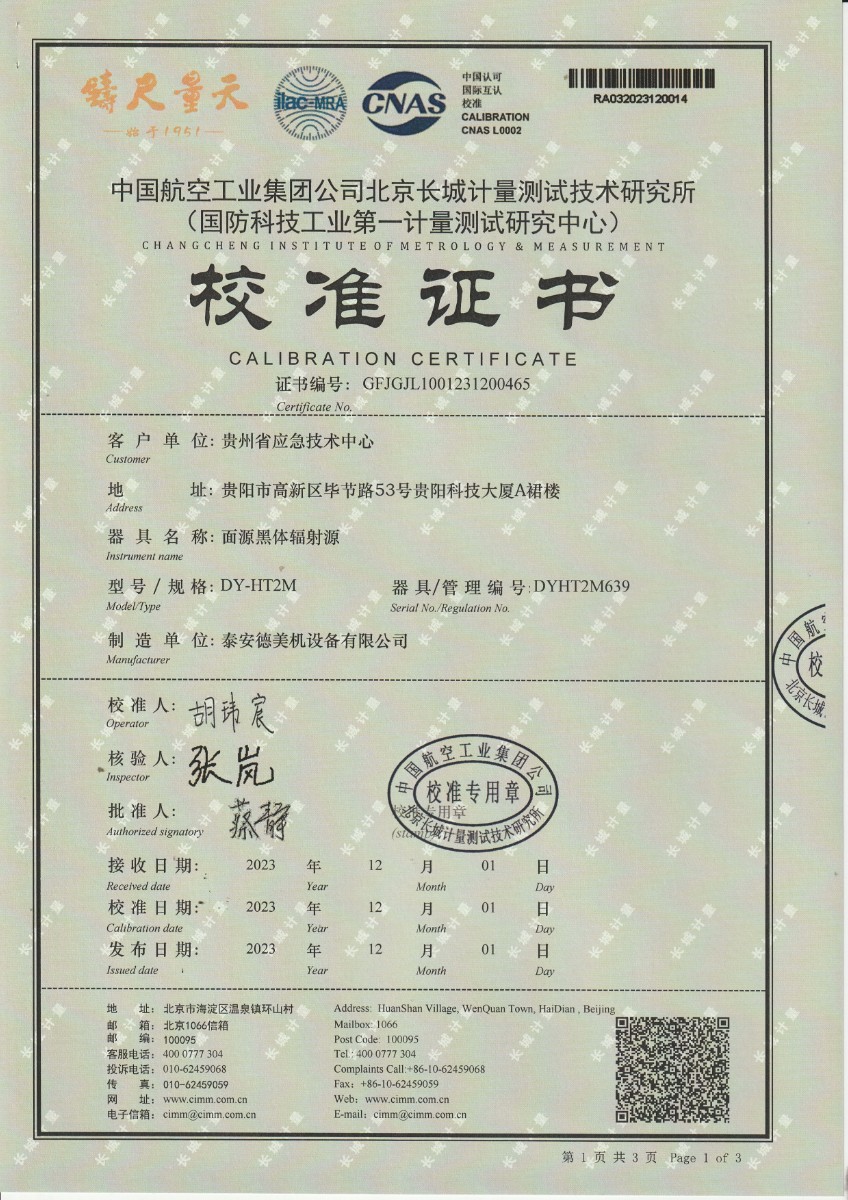 鑄尺量天
始于1951
ilac-MRA
CNAS
中国认可
国际互认
校准
CALIBRATION
CNAS L0002
RA032023120014
中国航空工业集团公司北京长城计量测试技术研究所
（国防科技工业第一计量测试研究中心）
CHANGCHENG INSTITUTE OF METROLOGY & MEASUREMENT
校准证书
CALIBRATION CERTIFICATE
证书编号： GFJGJL1001231200465
Certificate No.
客户单位: 贵州省应急技术中心
Customer
地址: 贵阳市高新区毕节路53号贵阳科技大厦A裙楼
Address
器具名称: 面源黑体辐射源
Instrument name
型号/规格: DY-HT2M 器具/管理编号: DYHT2M639
Model/Type Serial No./Regulation No.
制造单位: 泰安德美机设备有限公司
Manufacturer
校准人: 胡玮宸
Operator
核验人: 张岚
Inspector
批准人: 蔡静
Authorized signatory
中国航空工业集团公司
校准专用章
北京长城计量测试技术研究所
(stamp)
接收日期: 2023 年 12 月 01 日
Received date Year Month Day
校准日期: 2023 年 12 月 01 日
Calibration date Year Month Day
发布日期: 2023 年 12 月 01 日
Issued date Year Month Day
地址: 北京市海淀区温泉镇环山村 Address: HuanShan Village, WenQuan Town, HaiDian , Beijing
邮箱: 北京1066信箱 Mailbox: 1066
邮编: 100095 Post Code: 100095
客服电话: 400 0777 304 Tel: 400 0777 304
投诉电话: 010-62459068 Complaints Call:+86-10-62459068
传真: 010-62459059 Fax: +86-10-62459059
网址: www.cimm.com.cn Web: www.cimm.com.cn
电子信箱: cimm@cimm.com.cn E-mail: cimm@cimm.com.cn
第 1 页 共 3 页 Page 1 of 3
长城计量